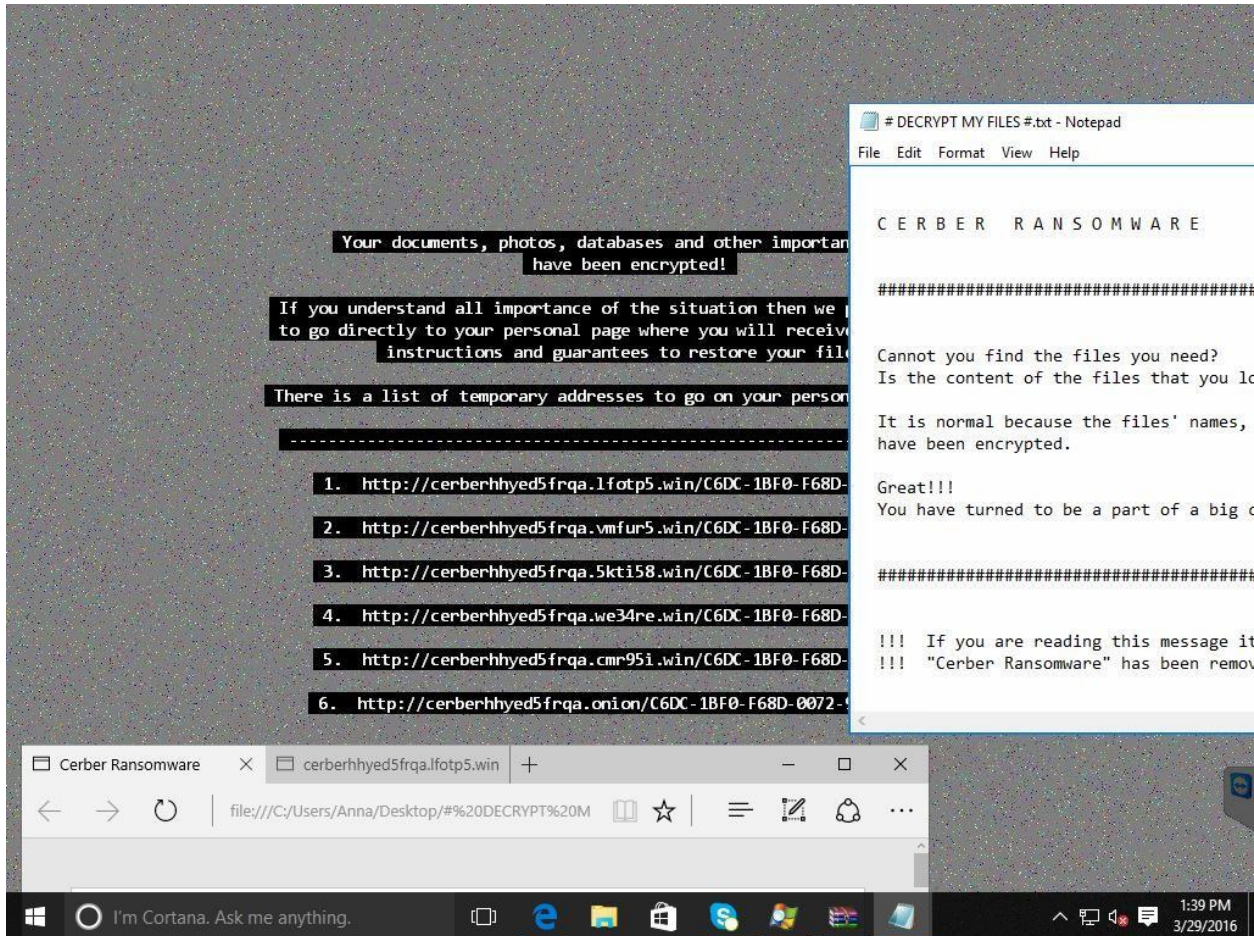 Your documents, photos, databases and other importan
have been encrypted!
If you understand all importance of the situation then we
to go directly to your personal page where you will receiv
instructions and guarantees to restore your fil
There is a list of temporary addresses to go on your person
--------------------------------------------------------
1. http://cerberhhyed5frqa.lfotp5.win/C6DC-1BF0-F68D-
2. http://cerberhhyed5frqa.vmfur5.win/C6DC-1BF0-F68D-
3. http://cerberhhyed5frqa.5kti58.win/C6DC-1BF0-F68D-
4. http://cerberhhyed5frqa.we34re.win/C6DC-1BF0-F68D-
5. http://cerberhhyed5frqa.cmr95i.win/C6DC-1BF0-F68D-
6. http://cerberhhyed5frqa.onion/C6DC-1BF0-F68D-0072-
# DECRYPT MY FILES #.txt - Notepad
File Edit Format View Help
C E R B E R   R A N S O M W A R E
#######################################
Cannot you find the files you need?
Is the content of the files that you lo
It is normal because the files' names,
have been encrypted.
Great!!!
You have turned to be a part of a big
#######################################
!!! If you are reading this message it
!!! "Cerber Ransomware" has been remov
Cerber Ransomware
cerberhhyed5frqa.lfotp5.win
file:///C:/Users/Anna/Desktop/#%20DECRYPT%20M
I'm Cortana. Ask me anything.
1:39 PM
3/29/2016